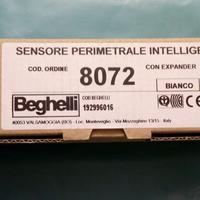 SENSORE PERIMETRALE INTELLIGE
COD. ORDINE
8072
CON EXPANDER
BIANCO
Beghelli
COD.BEGHELLI
192996016
40053 VALSAMOGGIA (BO) - Loc. Monteveglio - Via Mozzeghine 13/15 - Italy